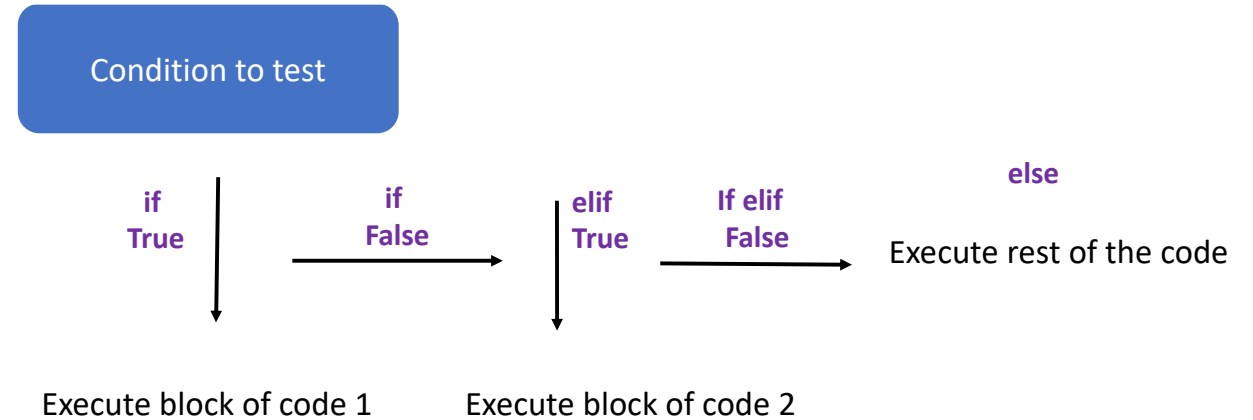 Condition to test
if
True
if
False
elif
True
If elif
False
else
Execute rest of the code
Execute block of code 1
Execute block of code 2